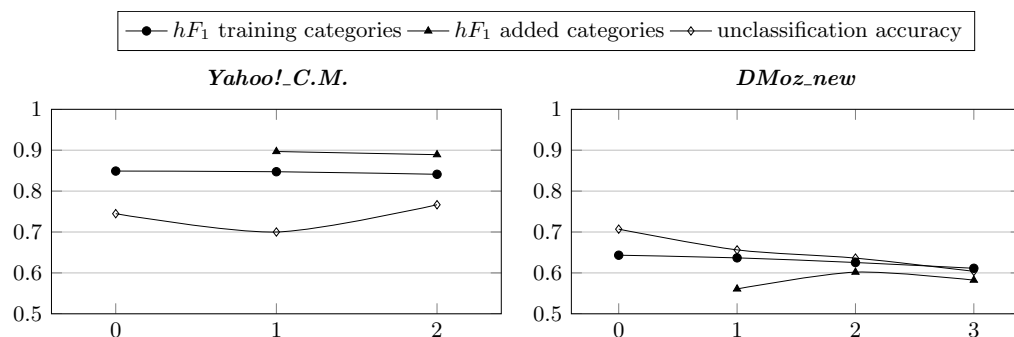 hF1 training categories hF1 added categories unclassification accuracy
Yahoo!_C.M.
1
0.9
0.8
0.7
0.6
0.5
0 1 2
DMoz_new
1
0.9
0.8
0.7
0.6
0.5
0 1 2 3